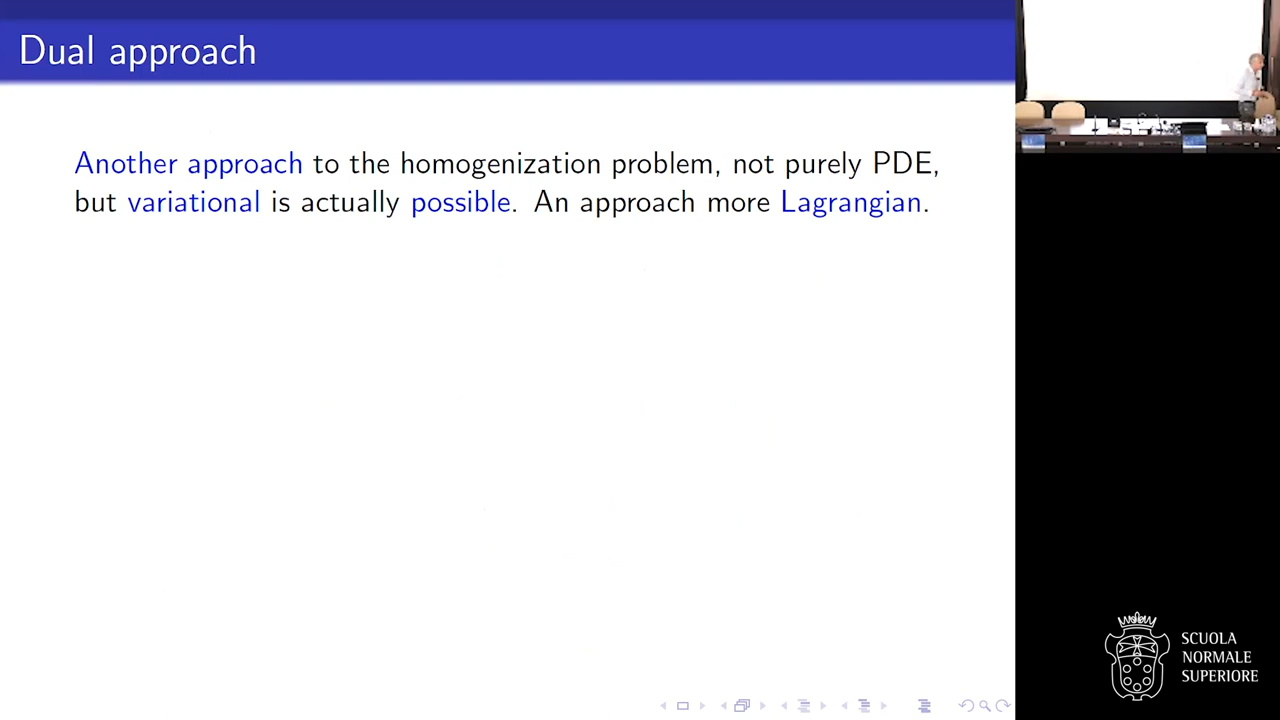 Dual approach
Another approach to the homogenization problem, not purely PDE,
but variational is actually possible. An approach more Lagrangian.
SCUOLA
NORMALE
SUPERIORE